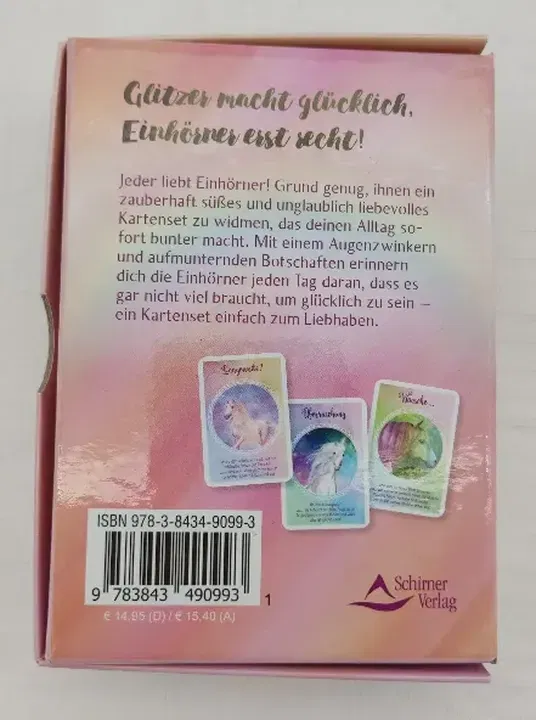 Glitzer macht glücklich,
Einhörner erst recht!
Jeder liebt Einhörner! Grund genug, ihnen ein
zauberhaft süßes und unglaublich liebevolles
Kartenset zu widmen, das deinen Alltag so-
fort bunter macht. Mit einem Augenzwinkern
und aufmunternden Botschaften erinnern
dich die Einhörner jeden Tag daran, dass es
gar nicht viel braucht, um glücklich zu sein –
ein Kartenset einfach zum Liebhaben.
Überraschung
Wünsche...
ISBN 978-3-8434-9099-3
9 783843 490993
1
€ 14,95 (D) / € 15,40 (A)
Schirner
Verlag